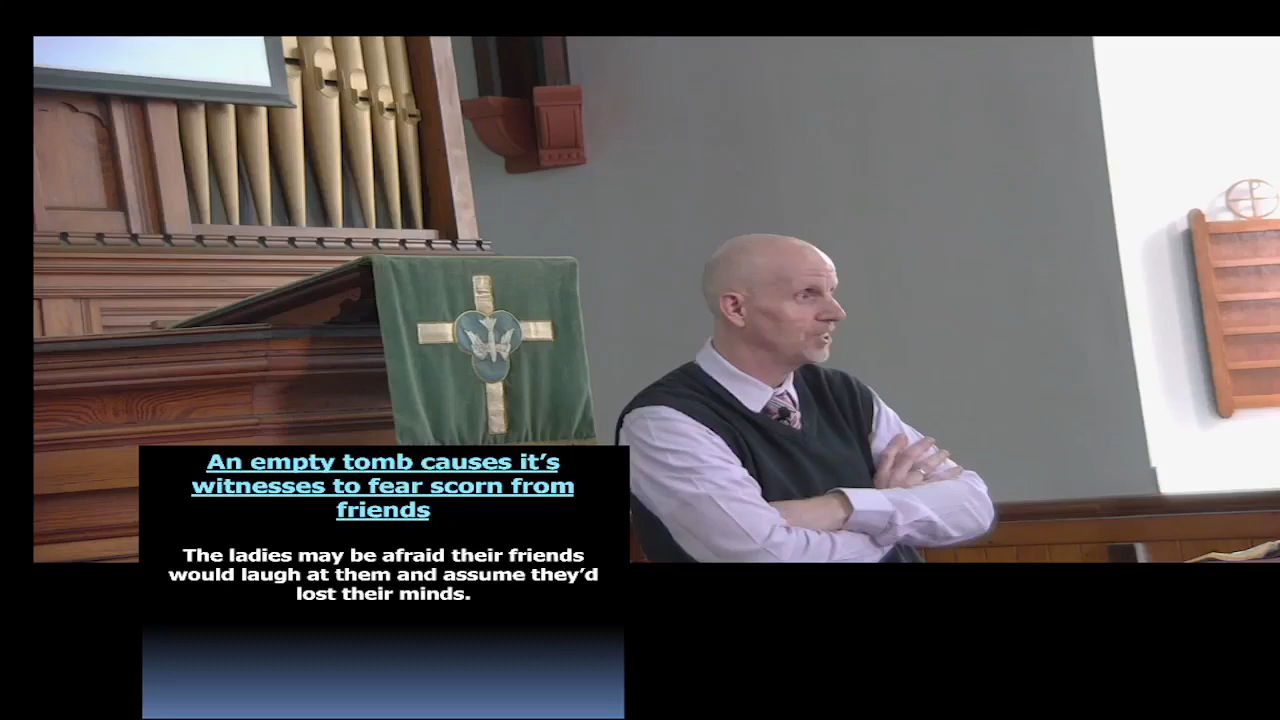 An empty tomb causes it's
witnesses to fear scorn from
friends
The ladies may be afraid their friends
would laugh at them and assume they'd
lost their minds.